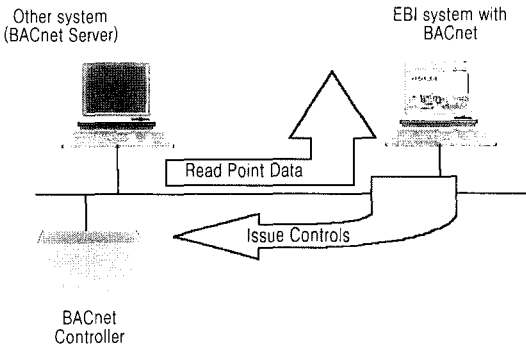 Other system
(BACnet Server)
EBI system with
BACnet
Read Point Data
Issue Controls
BACnet
Controller